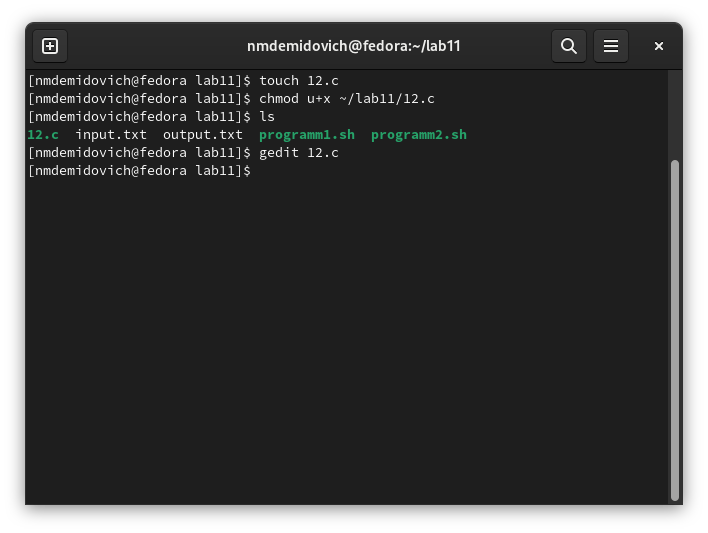 nmdemidovich@fedora:~/lab11
[nmdemidovich@fedora lab11]$ touch 12.c
[nmdemidovich@fedora lab11]$ chmod u+x ~/lab11/12.c
[nmdemidovich@fedora lab11]$ ls
12.c  input.txt  output.txt  programm1.sh  programm2.sh
[nmdemidovich@fedora lab11]$ gedit 12.c
[nmdemidovich@fedora lab11]$